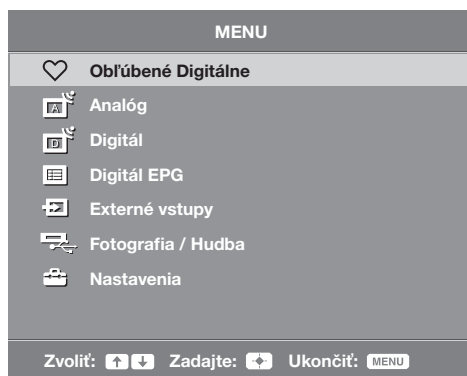 MENU
Obľúbené Digitálne
Analóg
Digitál
Digitál EPG
Externé vstupy
Fotografia / Hudba
Nastavenia
Zvoliť: Zadajte: Ukončiť: MENU